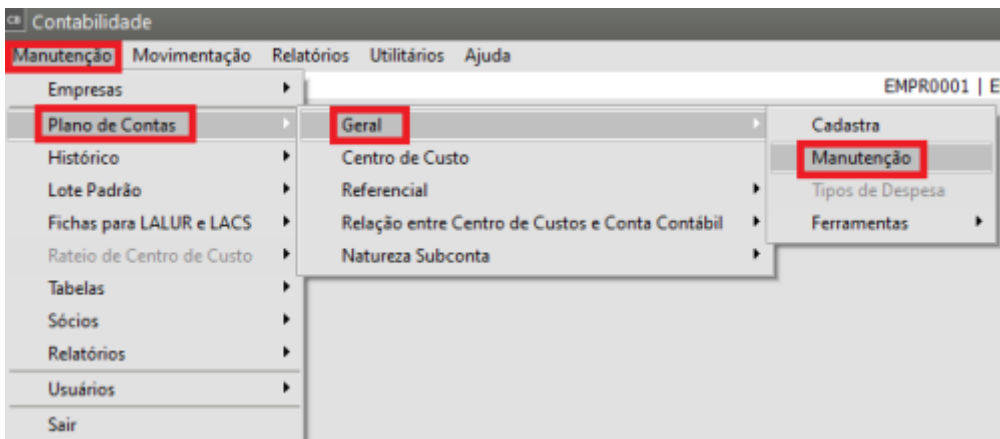 CB Contabilidade
Manutenção Movimentação Relatórios Utilitários Ajuda
EMPR0001 | E
Empresas
Plano de Contas
Histórico
Lote Padrão
Fichas para LALUR e LACS
Rateio de Centro de Custo
Tabelas
Sócios
Relatórios
Usuários
Sair
Geral
Centro de Custo
Referencial
Relação entre Centro de Custos e Conta Contábil
Natureza Subconta
Cadastra
Manutenção
Tipos de Despesa
Ferramentas